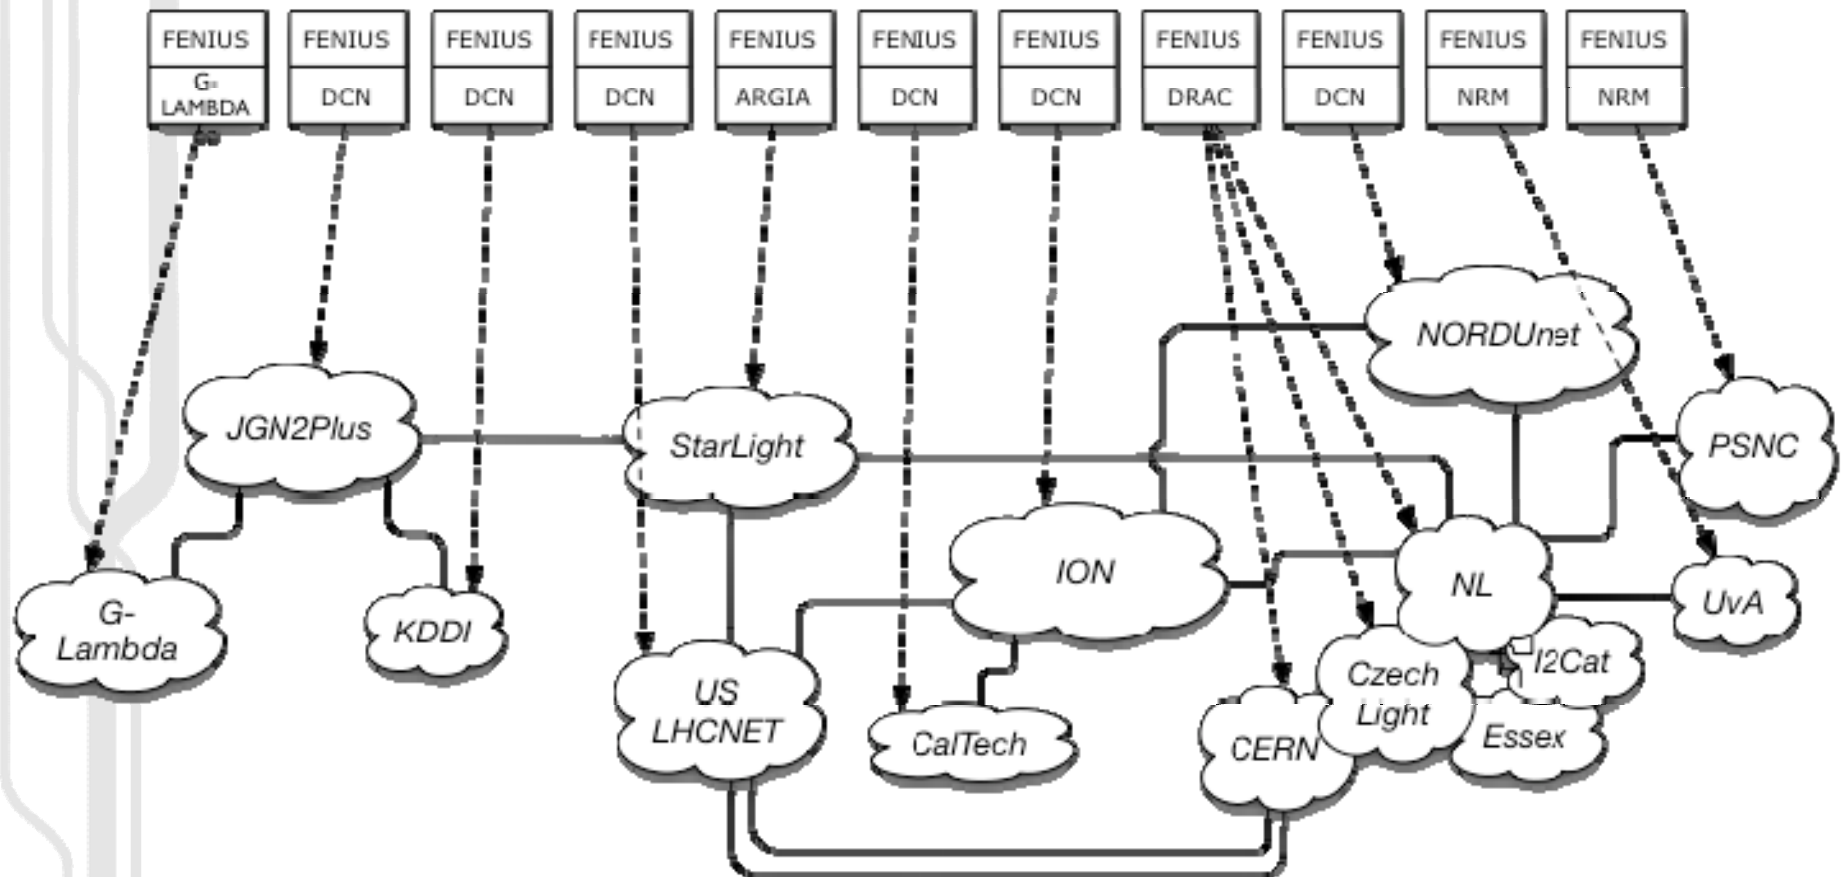 FENIUS
G-
LAMBDA
FENIUS
DCN
FENIUS
DCN
FENIUS
DCN
FENIUS
ARGIA
FENIUS
DCN
FENIUS
DCN
FENIUS
DRAC
FENIUS
DCN
FENIUS
NRM
FENIUS
NRM
NORDUnet
JGN2Plus
StarLight
PSNC
ION
NL
UvA
G-
Lambda
KDDI
US
LHCNET
CalTech
CERN
Czech
Light
I2Cat
Essex